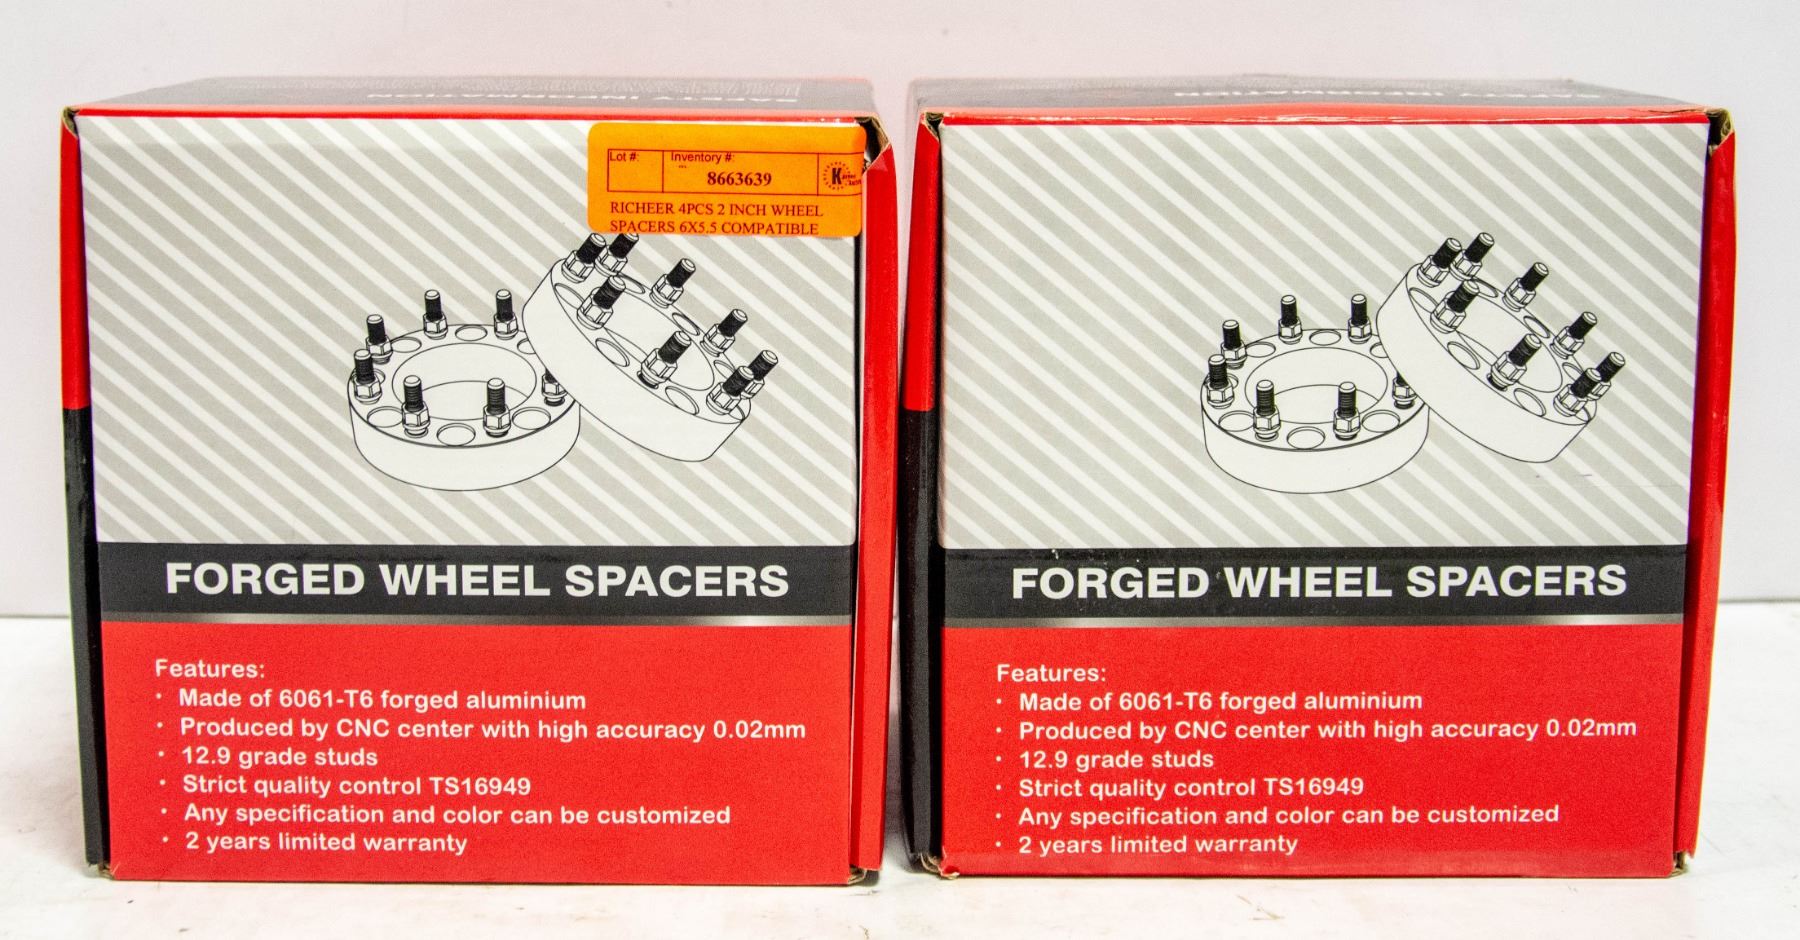 SAFETY INFORMATION
Lot #:
Inventory #:
8663639
RICHEER 4PCS 2 INCH WHEEL
SPACERS 6X5.5 COMPATIBLE
FORGED WHEEL SPACERS
Features:
· Made of 6061-T6 forged aluminium
· Produced by CNC center with high accuracy 0.02mm
· 12.9 grade studs
· Strict quality control TS16949
· Any specification and color can be customized
· 2 years limited warranty
SAFETY INFORMATION
FORGED WHEEL SPACERS
Features:
· Made of 6061-T6 forged aluminium
· Produced by CNC center with high accuracy 0.02mm
· 12.9 grade studs
· Strict quality control TS16949
· Any specification and color can be customized
· 2 years limited warranty